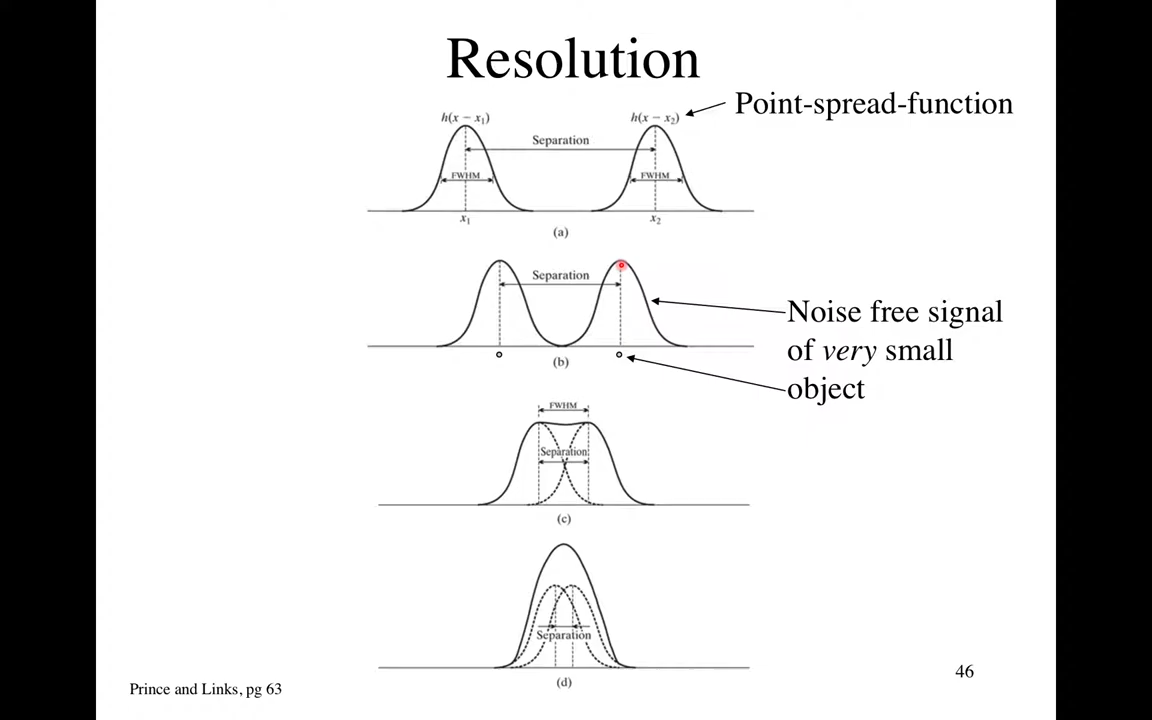 Resolution
Point-spread-function
h(x − x₁)
h(x − x₂)
Separation
FWHM
FWHM
x₁
x₂
(a)
Separation
Noise free signal
of very small
object
(b)
FWHM
Separation
(c)
Separation
(d)
46
Prince and Links, pg 63